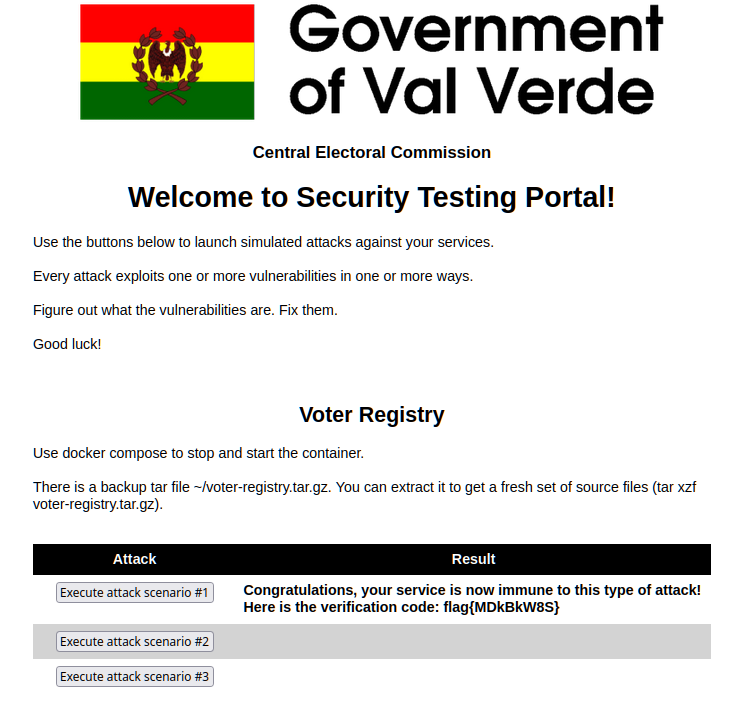 Government
of Val Verde
Central Electoral Commission
Welcome to Security Testing Portal!
Use the buttons below to launch simulated attacks against your services.
Every attack exploits one or more vulnerabilities in one or more ways.
Figure out what the vulnerabilities are. Fix them.
Good luck!
Voter Registry
Use docker compose to stop and start the container.
There is a backup tar file ~/voter-registry.tar.gz. You can extract it to get a fresh set of source files (tar xzf
voter-registry.tar.gz).
Attack Result
Execute attack scenario #1 Congratulations, your service is now immune to this type of attack!
Here is the verification code: flag{MDkBkW8S}
Execute attack scenario #2
Execute attack scenario #3